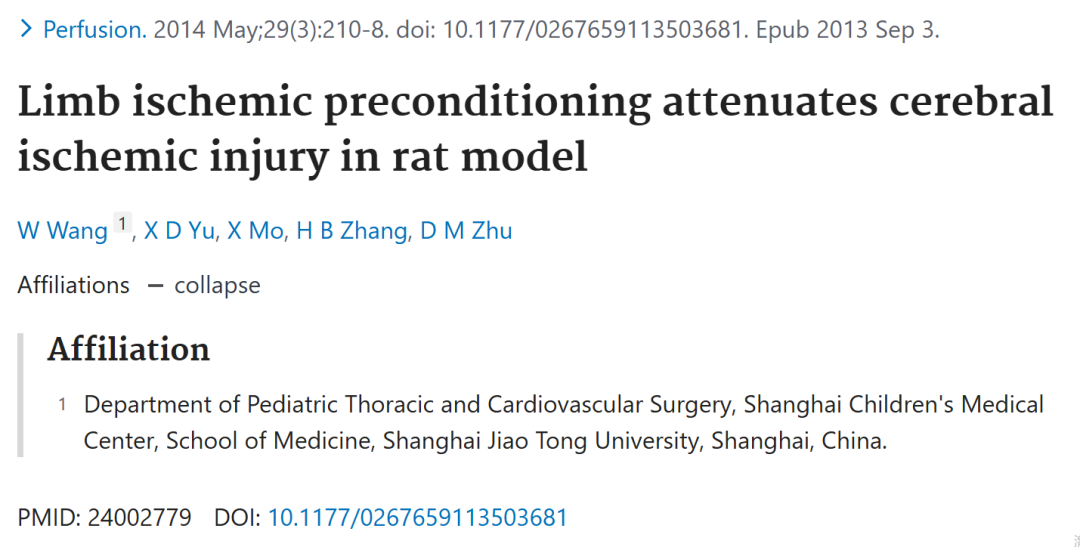 > Perfusion. 2014 May;29(3):210-8. doi: 10.1177/0267659113503681. Epub 2013 Sep 3.
Limb ischemic preconditioning attenuates cerebral
ischemic injury in rat model
W Wang 1, X D Yu, X Mo, H B Zhang, D M Zhu
Affiliations — collapse
Affiliation
1 Department of Pediatric Thoracic and Cardiovascular Surgery, Shanghai Children's Medical
Center, School of Medicine, Shanghai Jiao Tong University, Shanghai, China.
PMID: 24002779 DOI: 10.1177/0267659113503681